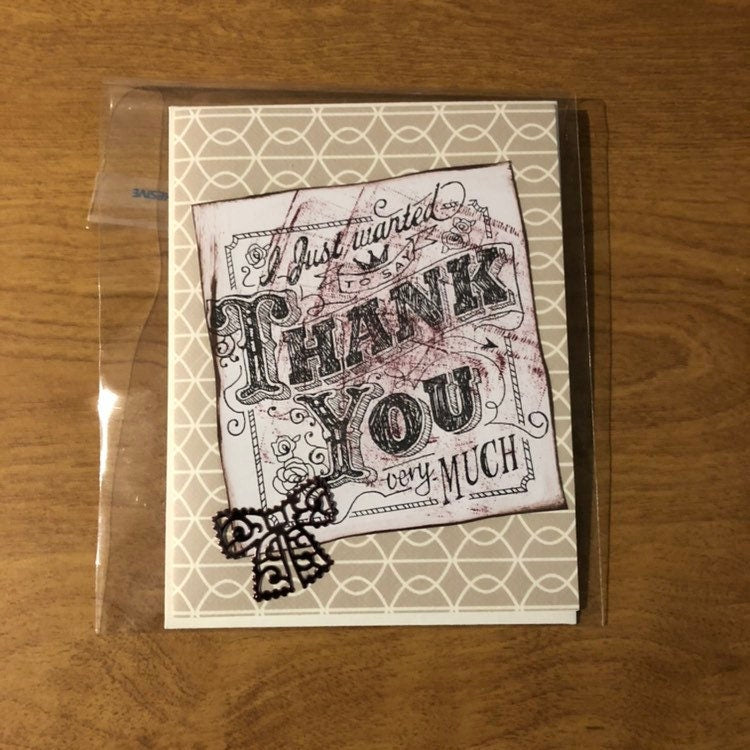 I Just wanted
TO SAY
THANK
YOU
very MUCH